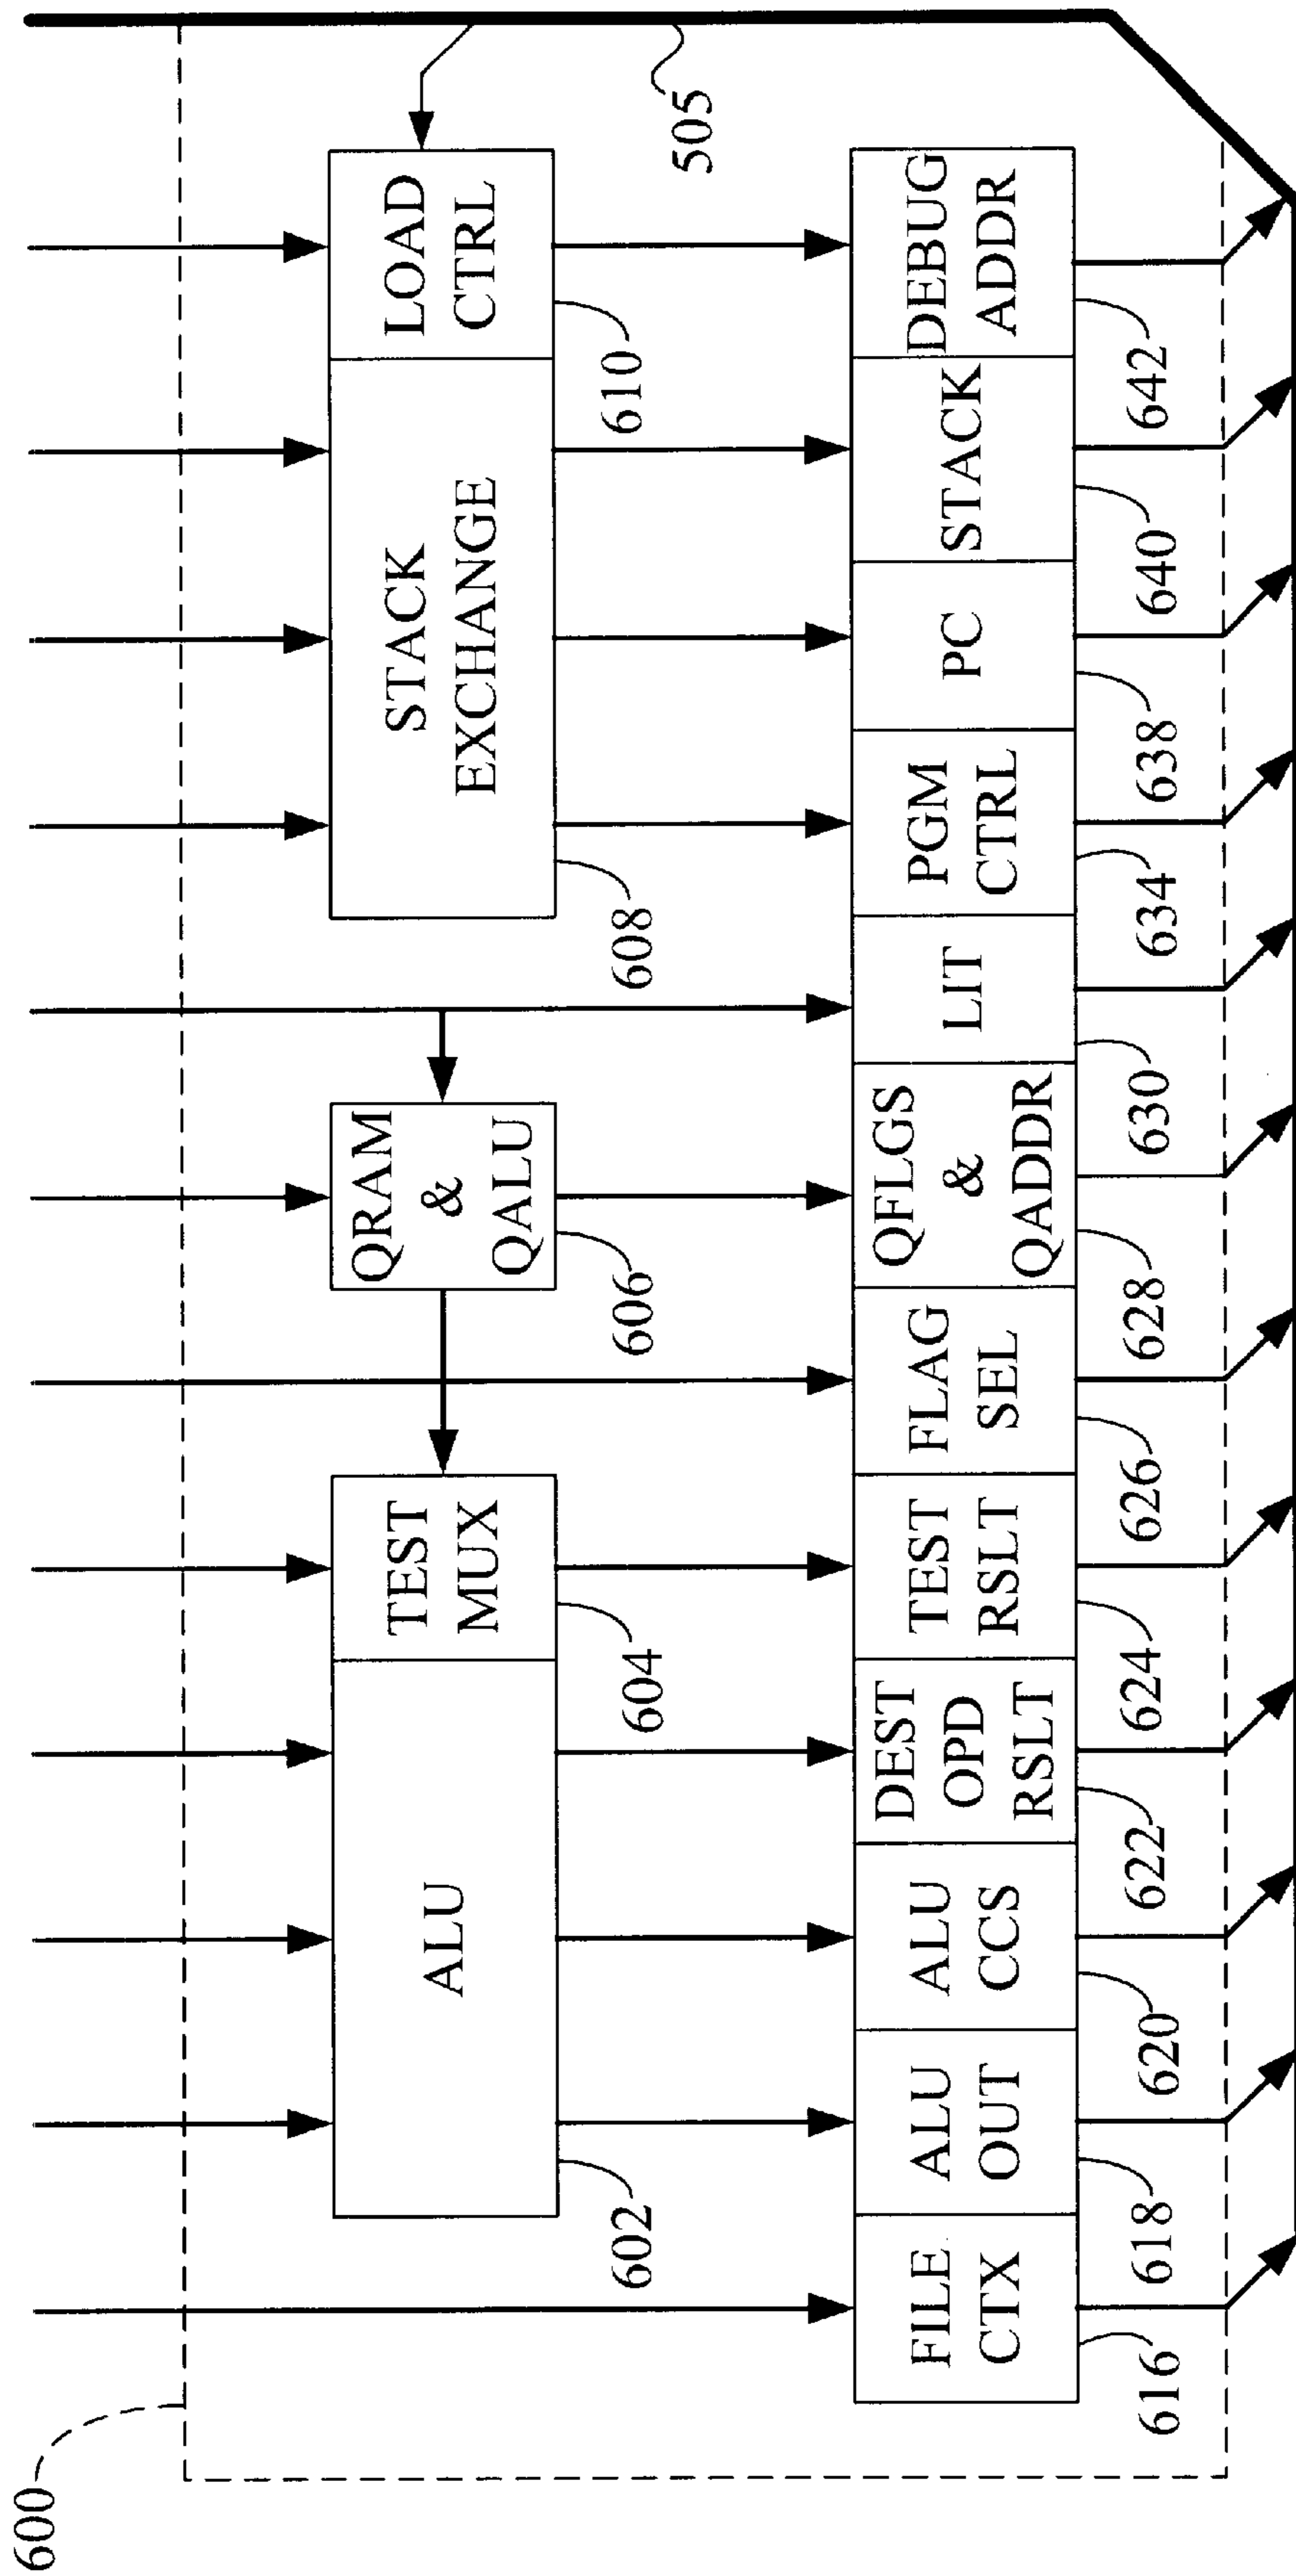 600
ALU
TEST
MUX
QRAM
&
QALU
STACK
EXCHANGE
LOAD
CTRL
602
604
606
608
610
505
FILE
CTX
ALU
OUT
ALU
CCS
DEST
OPD
RSLT
TEST
RSLT
FLAG
SEL
QFLGS
&
QADDR
LIT
PGM
CTRL
PC
STACK
DEBUG
ADDR
616
618
620
622
624
626
628
630
634
638
640
642